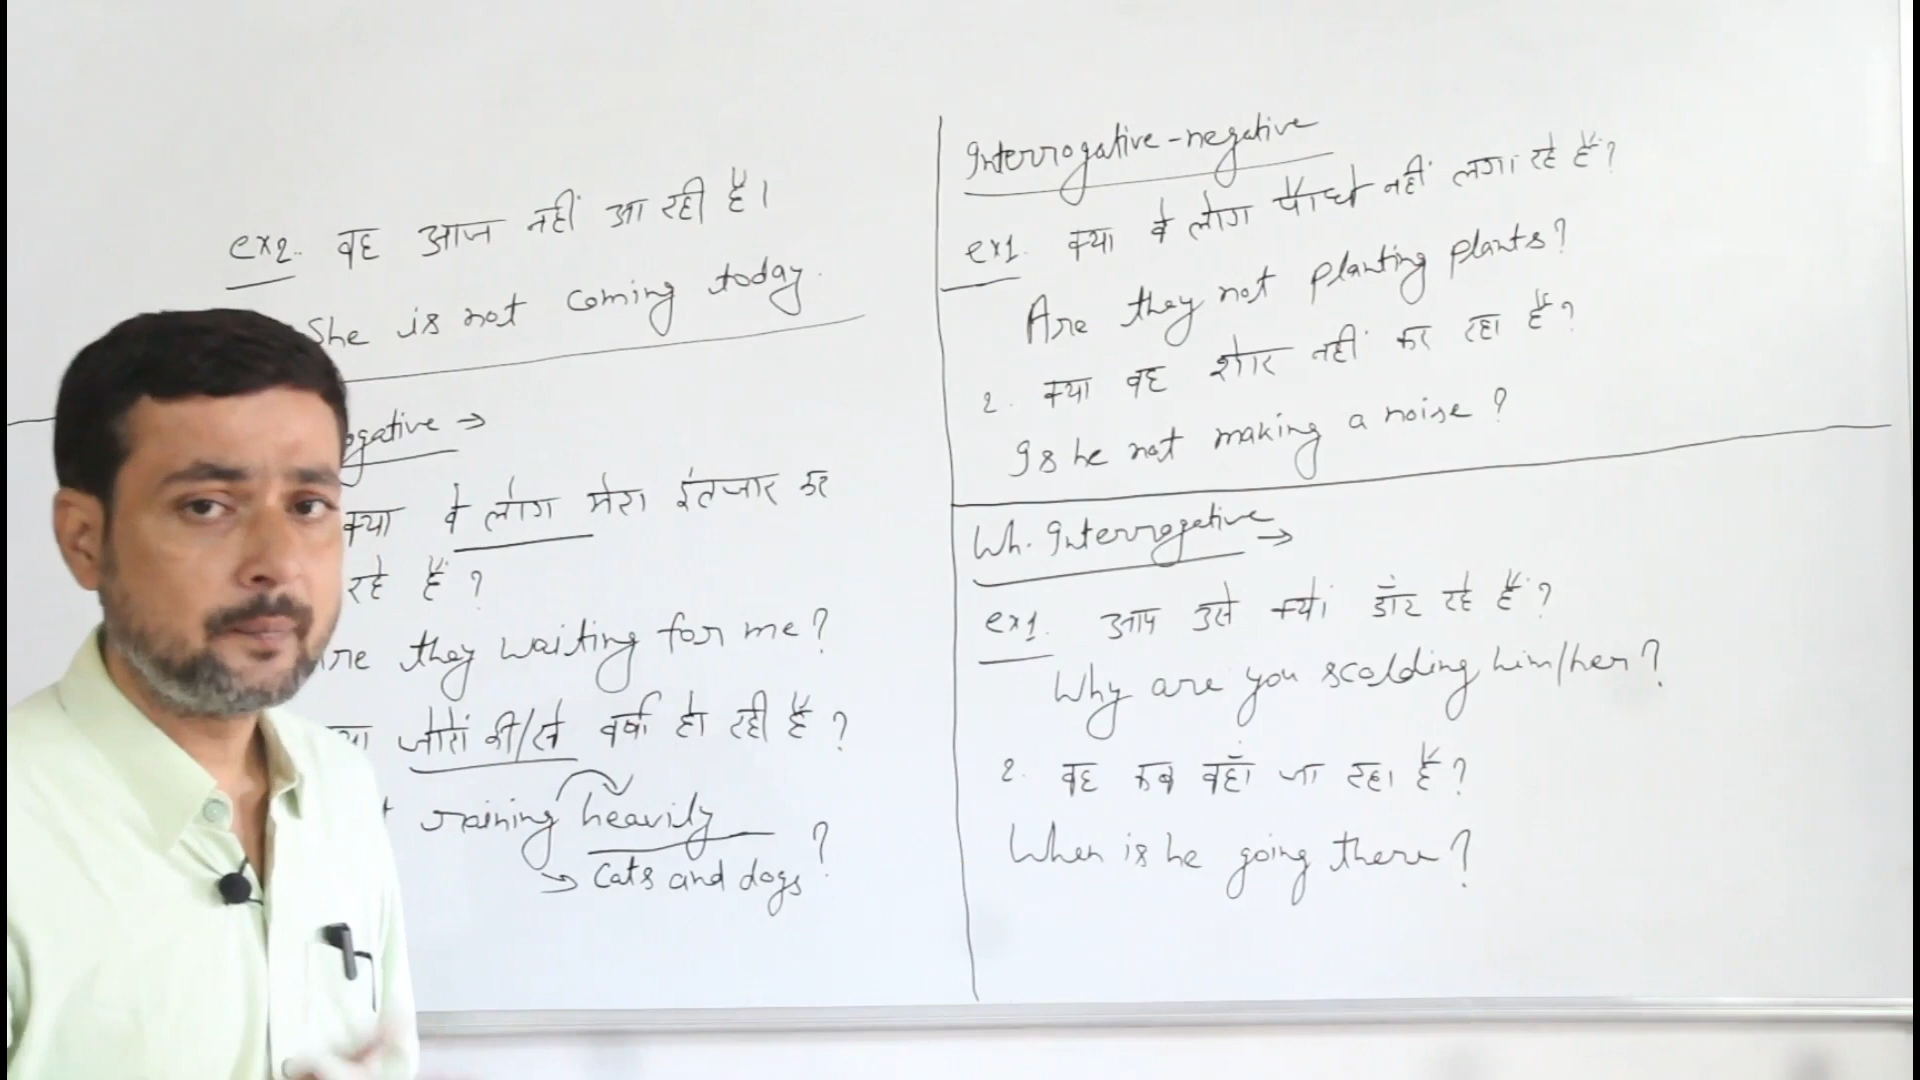 ex2. वह आज नहीं आ रही है।
She is not coming today.
ogative →
क्या वे लोग मेरा इंतजार कर
रहे हैं ?
Are they waiting for me ?
जोरों की/से वर्षा हो रही है ?
raining heavily
→ cats and dogs ?
Interrogative-negative
ex1. क्या वे लोग पौधे नहीं लगा रहे हैं ?
Are they not planting plants ?
2. क्या वह शोर नहीं कर रहा है ?
Is he not making a noise ?
Wh. Interrogative →
ex1. आप उसे क्यों डाँट रहे हैं ?
Why are you scolding him/her ?
2. वह कब वहाँ जा रहा है ?
When is he going there ?